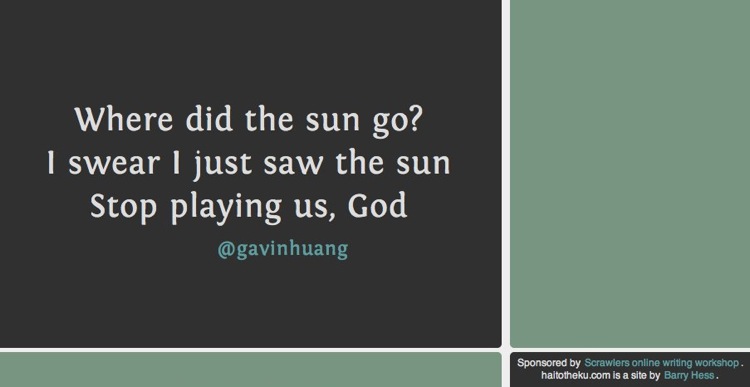 Where did the sun go?
I swear I just saw the sun
Stop playing us, God
@gavinhuang
Sponsored by Scrawlers online writing workshop.
haitotheku.com is a site by Barry Hess.